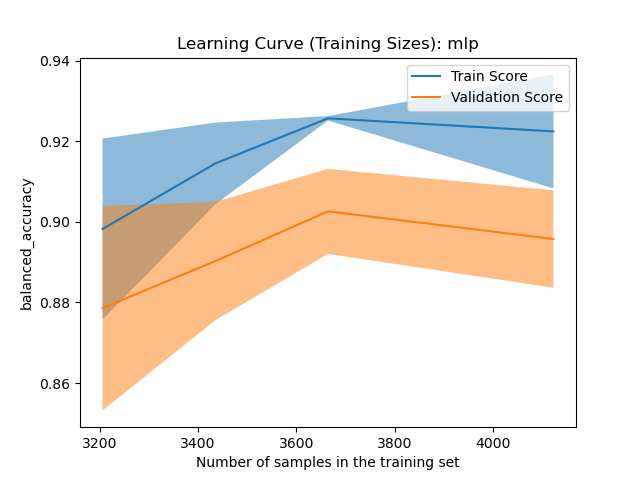 Learning Curve (Training Sizes): mlp
Train Score
Validation Score
balanced_accuracy
0.94
0.92
0.90
0.88
0.86
3200
3400
3600
3800
4000
Number of samples in the training set